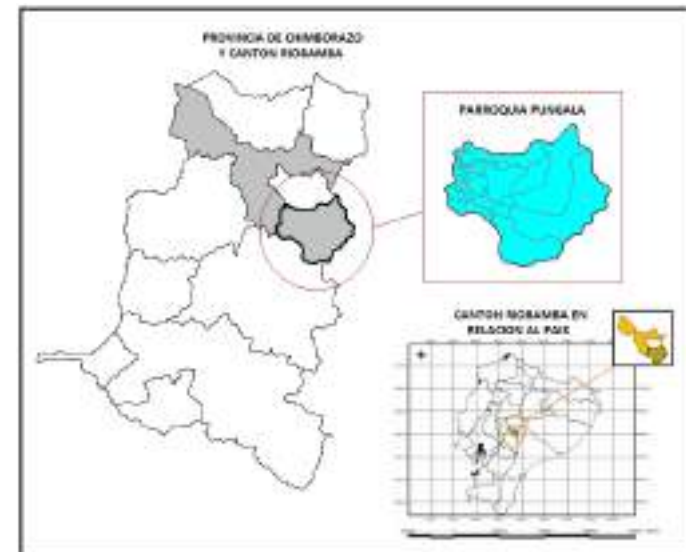 PROVINCIA DE CHIMBORAZO
Y CANTON RIOBAMBA
PARROQUIA PUNGALA
CANTON RIOBAMBA EN
RELACION AL PAIS